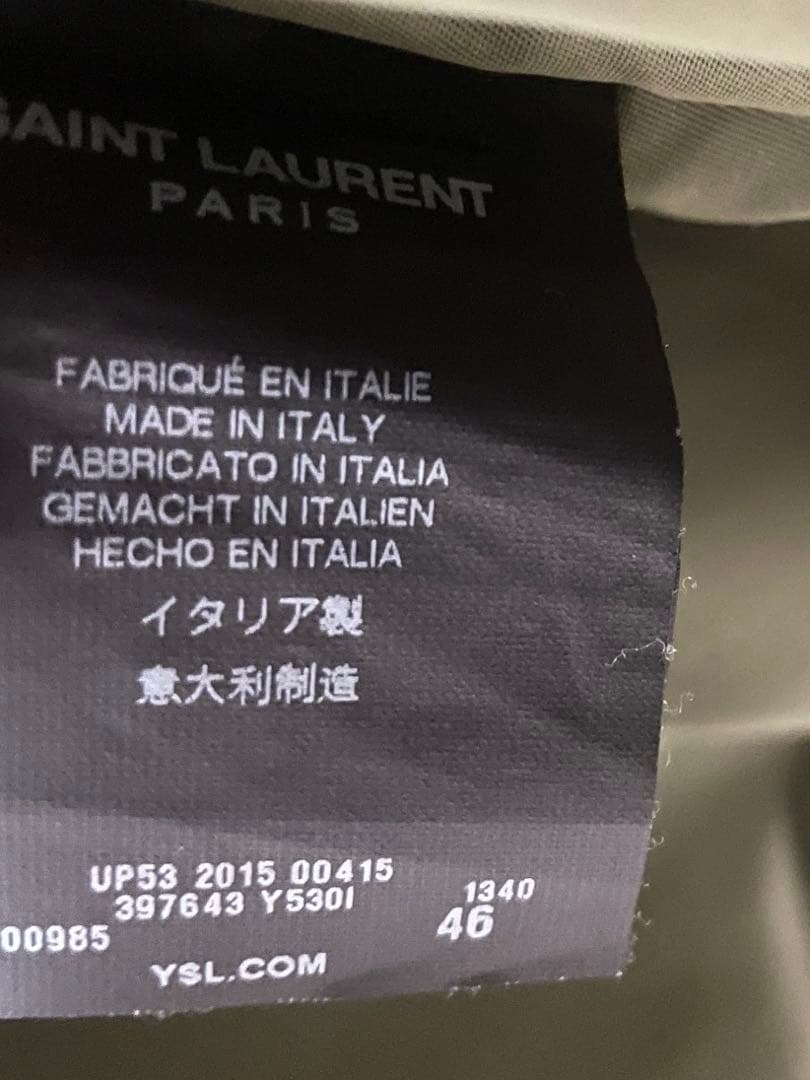 SAINT LAURENT
PARIS
FABRIQUÉ EN ITALIE
MADE IN ITALY
FABBRICATO IN ITALIA
GEMACHT IN ITALIEN
HECHO EN ITALIA
イタリア製
意大利制造
UP53 2015 00415
397643 Y530I 1340
00985 46
YSL.COM